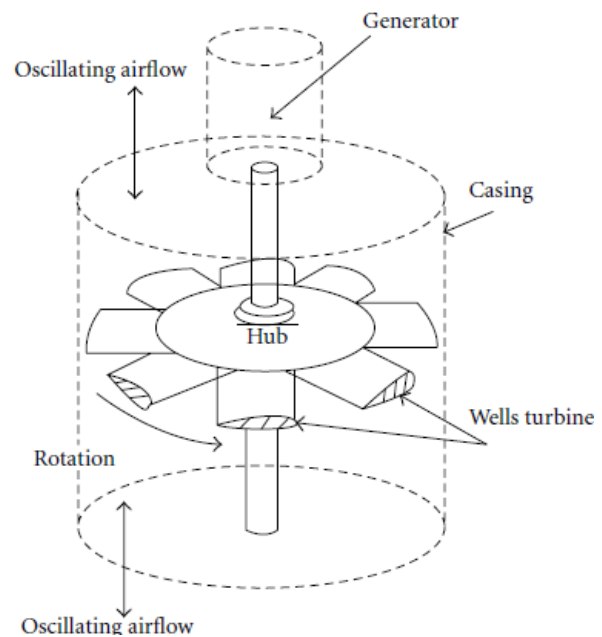 Generator
Oscillating airflow
Casing
Hub
Wells turbine
Rotation
Oscillating airflow